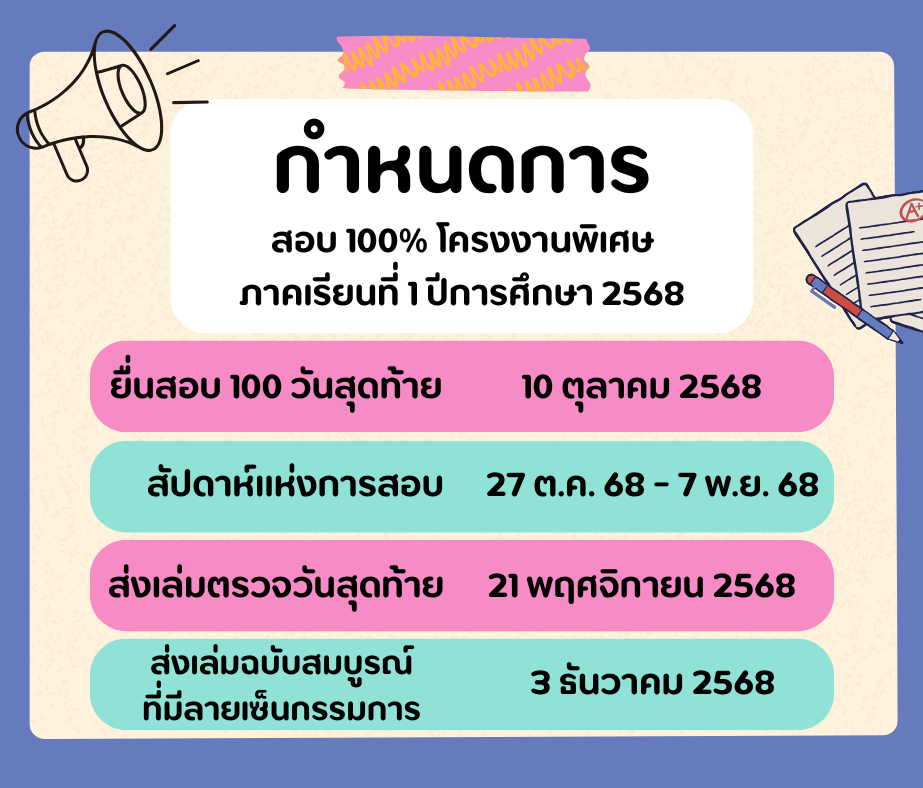 กำหนดการ
สอบ 100% โครงงานพิเศษ
ภาคเรียนที่ 1 ปีการศึกษา 2568
ยื่นสอบ 100 วันสุดท้าย 10 ตุลาคม 2568
สัปดาห์แห่งการสอบ 27 ต.ค. 68 - 7 พ.ย. 68
ส่งเล่มตรวจวันสุดท้าย 21 พฤศจิกายน 2568
ส่งเล่มฉบับสมบูรณ์
ที่มีลายเซ็นกรรมการ
3 ธันวาคม 2568
A+